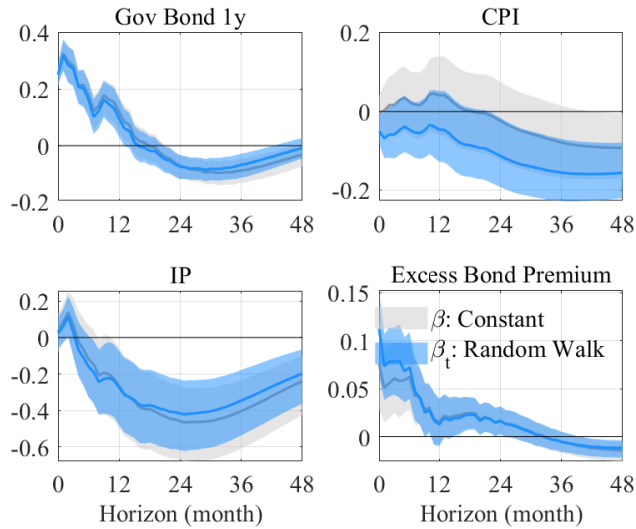 Gov Bond 1y
CPI
0.4
0.2
0
-0.2
0 12 24 36 48
0.2
0
-0.2
0 12 24 36 48
IP
Excess Bond Premium
0.2
0
-0.2
-0.4
-0.6
0 12 24 36 48
Horizon (month)
0.15
0.1
0.05
0
β: Constant
βt: Random Walk
0 12 24 36 48
Horizon (month)